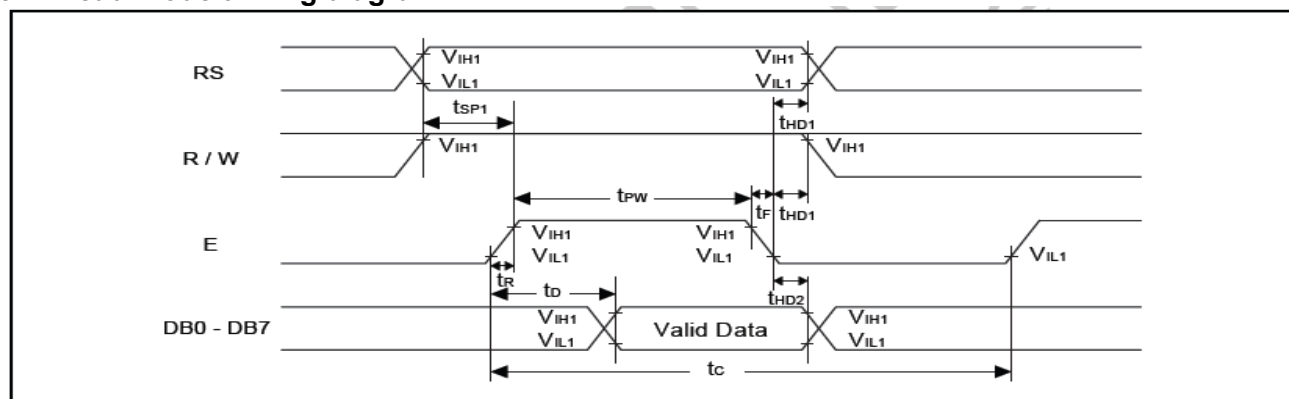 RS
VIH1 VIH1
VIL1 VIL1
tSP1 tHD1
R / W
VIH1 VIH1
tPW tF tHD1
E
VIH1 VIH1
VIL1 VIL1 VIL1
tR tD tHD2
DB0 - DB7
VIH1 Valid Data VIH1
VIL1 VIL1
tC